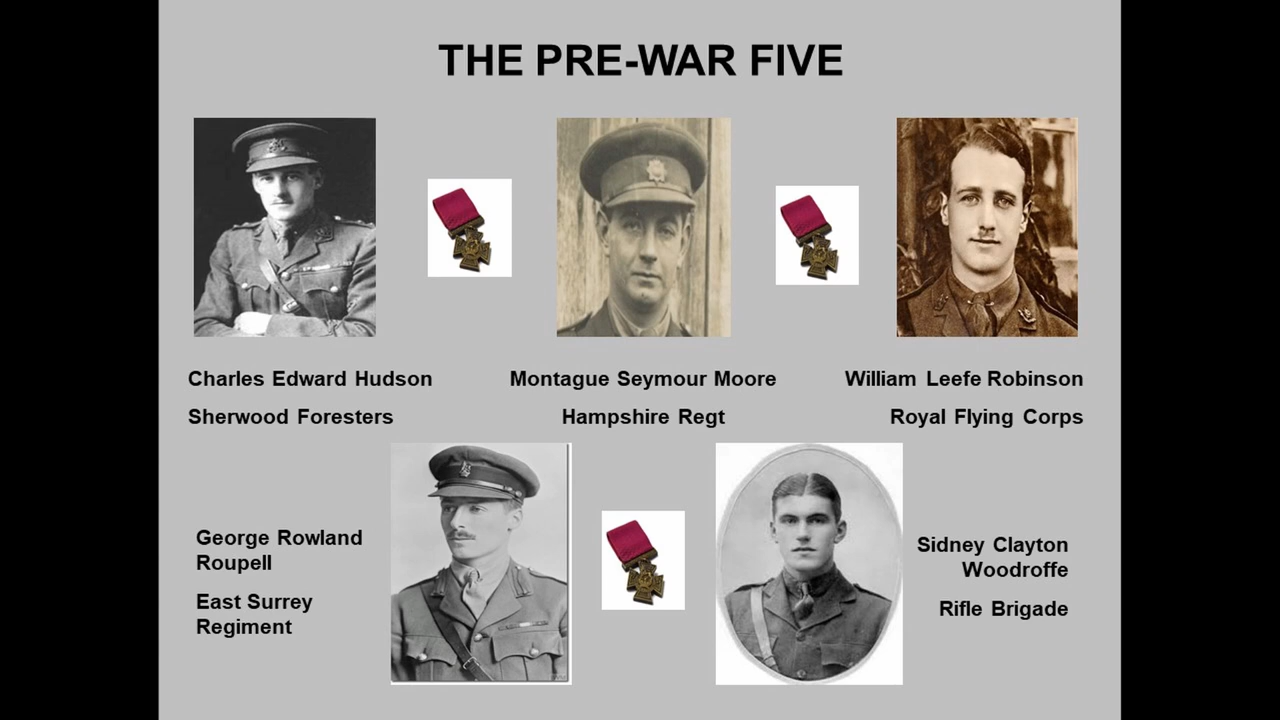 THE PRE-WAR FIVE
Charles Edward Hudson
Sherwood Foresters
Montague Seymour Moore
Hampshire Regt
William Leefe Robinson
Royal Flying Corps
George Rowland
Roupell
East Surrey
Regiment
Sidney Clayton
Woodroffe
Rifle Brigade